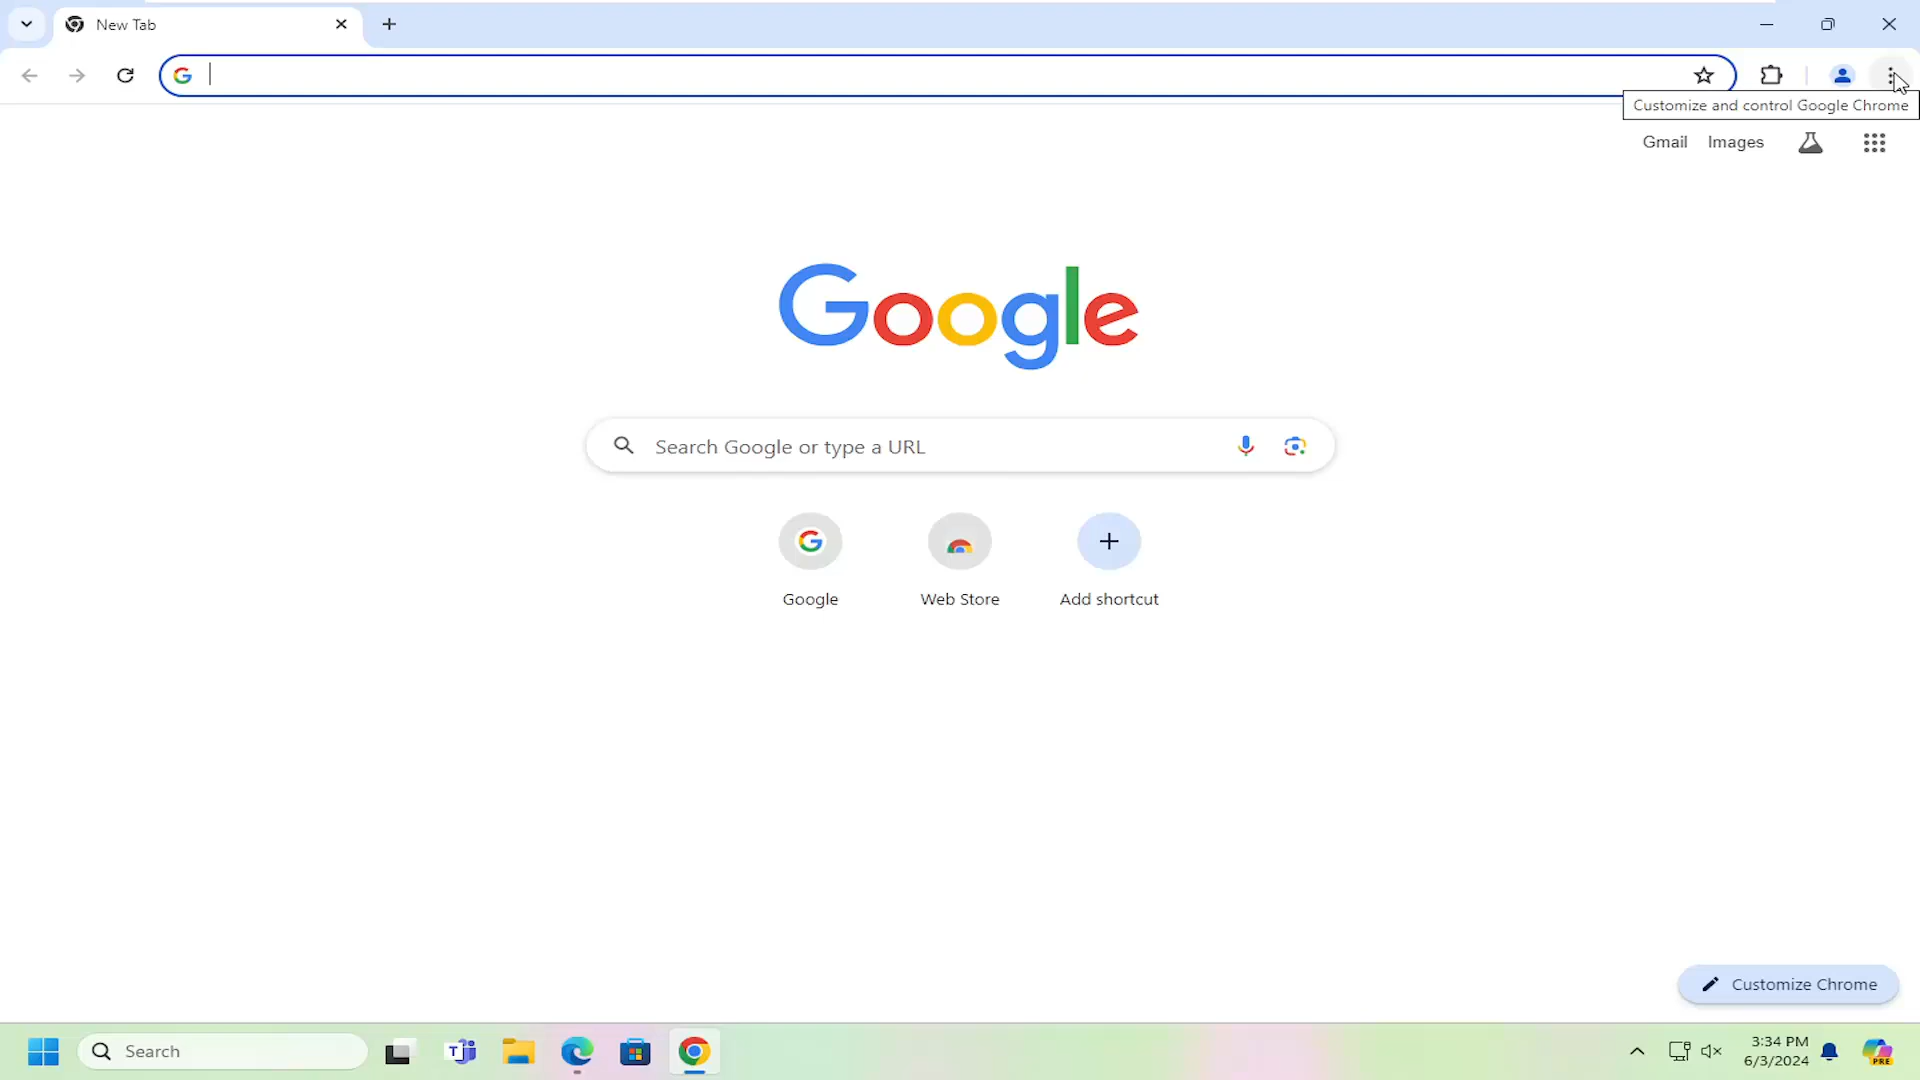 New Tab
Customize and control Google Chrome
Gmail Images
Google
Search Google or type a URL
Google Web Store Add shortcut
Customize Chrome
Search
3:34 PM
6/3/2024
PRE